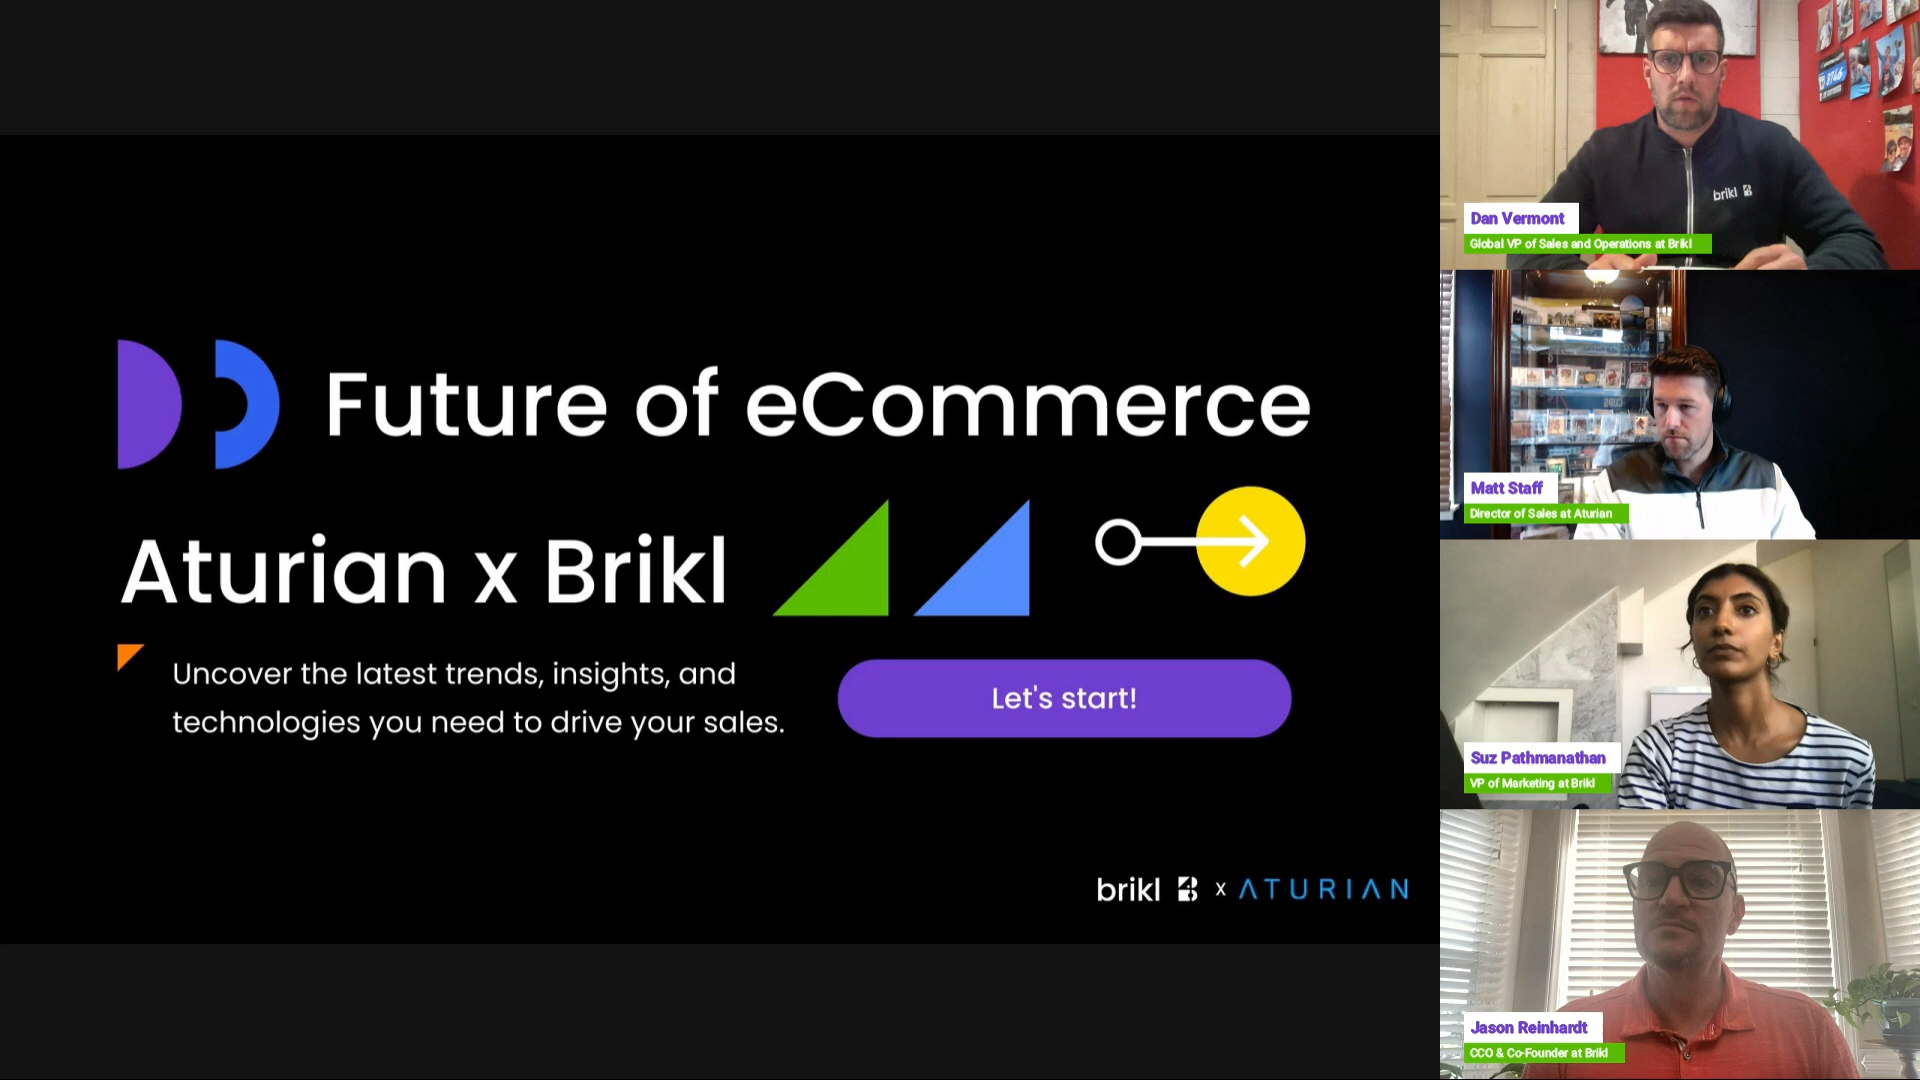 Future of eCommerce
Aturian x Brikl
Uncover the latest trends, insights, and
technologies you need to drive your sales.
Let's start!
brikl x ATURIAN
brikl
Dan Vermont
Global VP of Sales and Operations at Brikl
Matt Staff
Director of Sales at Aturian
Suz Pathmanathan
VP of Marketing at Brikl
Jason Reinhardt
CCO & Co-Founder at Brikl